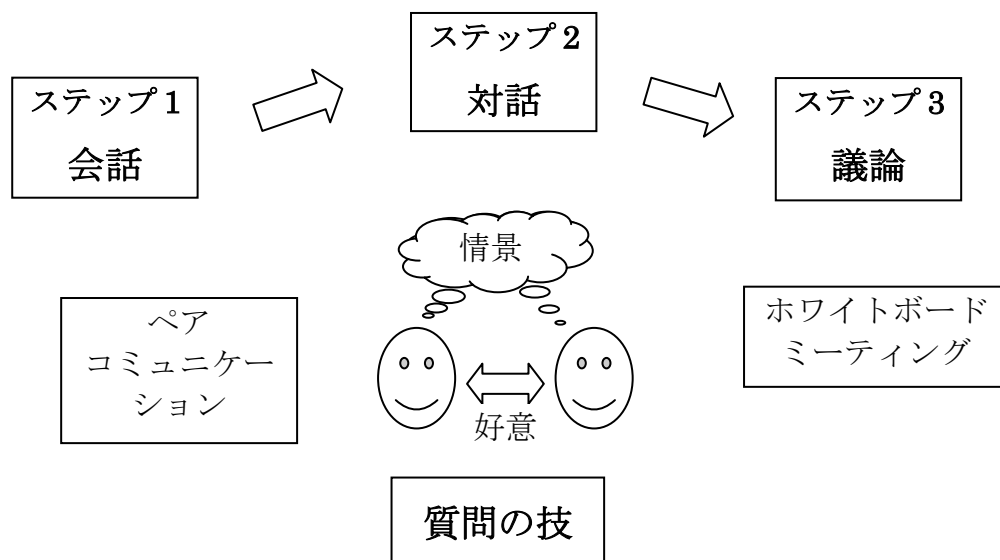 ステップ1
会話
ステップ2
対話
ステップ3
議論
情景
好意
ペア
コミュニケー
ション
ホワイトボード
ミーティング
質問の技